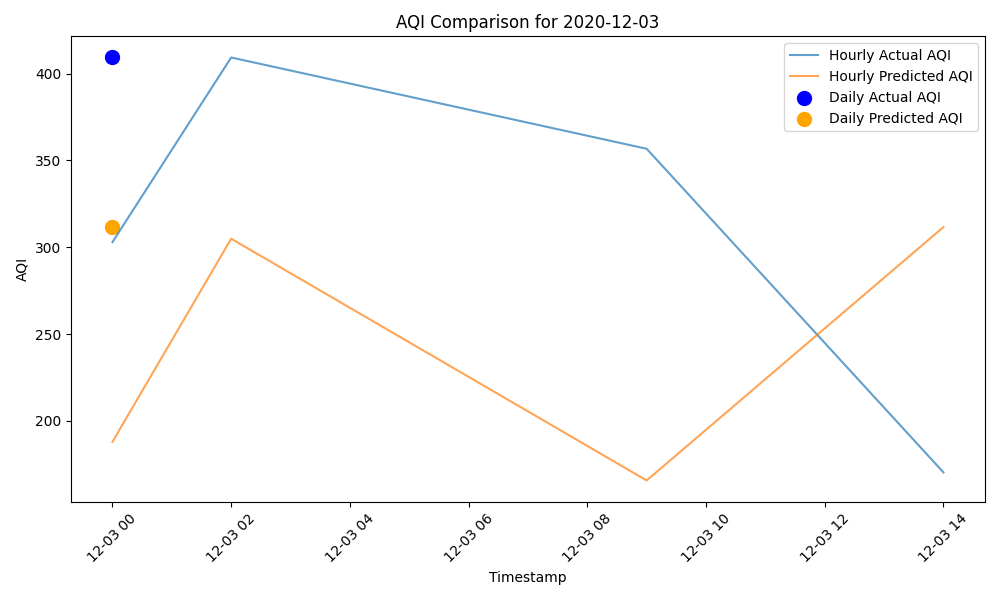 AQI Comparison for 2020-12-03
Hourly Actual AQI
Hourly Predicted AQI
Daily Actual AQI
Daily Predicted AQI
AQI
400
350
300
250
200
12-03 00
12-03 02
12-03 04
12-03 06
12-03 08
12-03 10
12-03 12
12-03 14
Timestamp